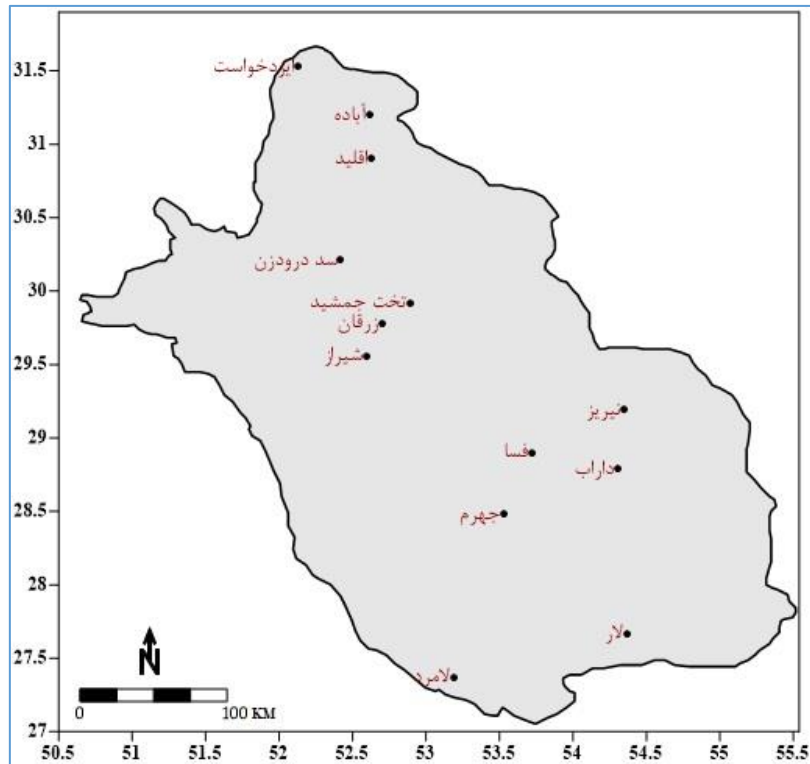 31.5
ایزدخواست
آباده
31
اقلید
30.5
سد درودزن
30
تخت جمشید
زرقان
29.5
شیراز
نیریز
29
فسا
داراب
28.5
جهرم
28
لار
27.5
لامرد
N
0 100 KM
27
50.5 51 51.5 52 52.5 53 53.5 54 54.5 55 55.5